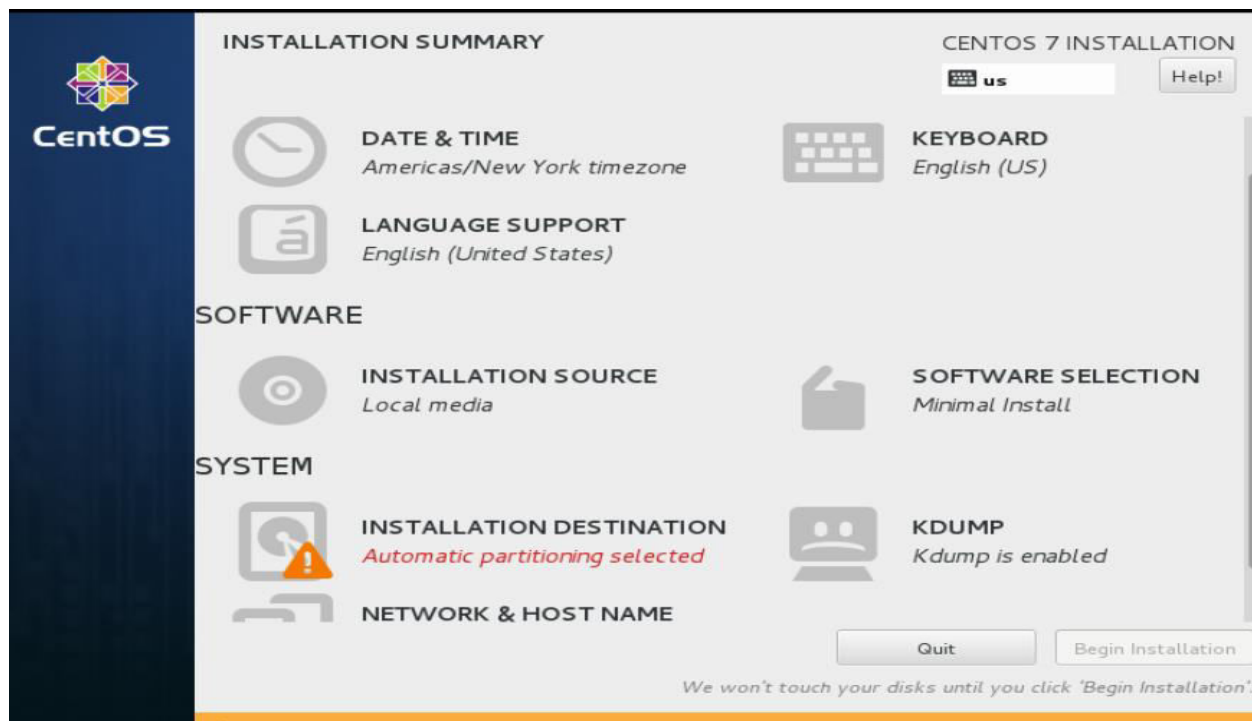 INSTALLATION SUMMARY
CENTOS 7 INSTALLATION
us
Help!
CentOS
DATE & TIME
Americas/New York timezone
KEYBOARD
English (US)
á
LANGUAGE SUPPORT
English (United States)
SOFTWARE
INSTALLATION SOURCE
Local media
SOFTWARE SELECTION
Minimal Install
SYSTEM
INSTALLATION DESTINATION
Automatic partitioning selected
KDUMP
Kdump is enabled
NETWORK & HOST NAME
Quit
Begin Installation
We won't touch your disks until you click 'Begin Installation'.